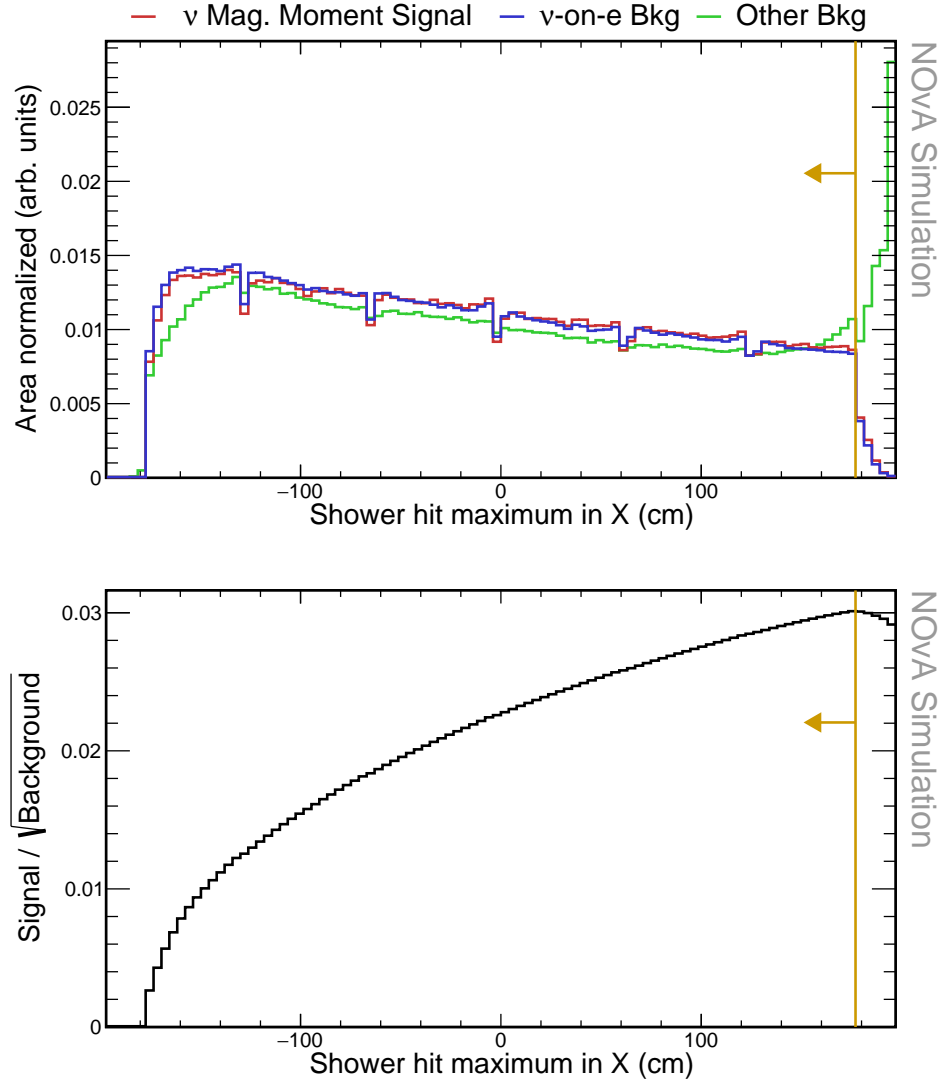 ν Mag. Moment Signal ν-on-e Bkg Other Bkg
Area normalized (arb. units)
0.025
0.02
0.015
0.01
0.005
0
−100 0 100
Shower hit maximum in X (cm)
NOvA Simulation
Signal / √Background
0.03
0.02
0.01
0
−100 0 100
Shower hit maximum in X (cm)
NOvA Simulation